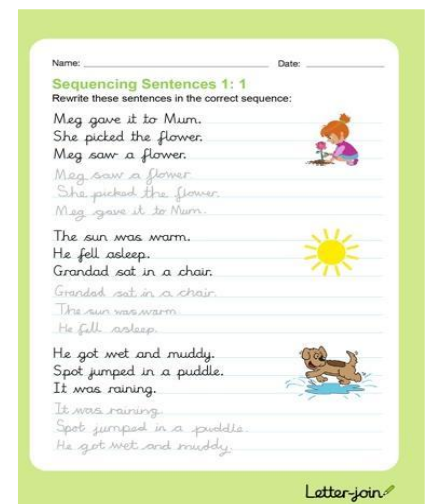 Name: Date:
Sequencing Sentences 1: 1
Rewrite these sentences in the correct sequence:
Meg gave it to Mum.
She picked the flower.
Meg saw a flower.
Meg saw a flower
She picked the flower.
Meg gave it to Mum.
The sun was warm.
He fell asleep.
Grandad sat in a chair.
Grandad sat in a chair.
The sun was warm
He fell asleep.
He got wet and muddy.
Spot jumped in a puddle.
It was raining.
It was raining.
Spot jumped in a puddle.
He got wet and muddy.
Letter-join